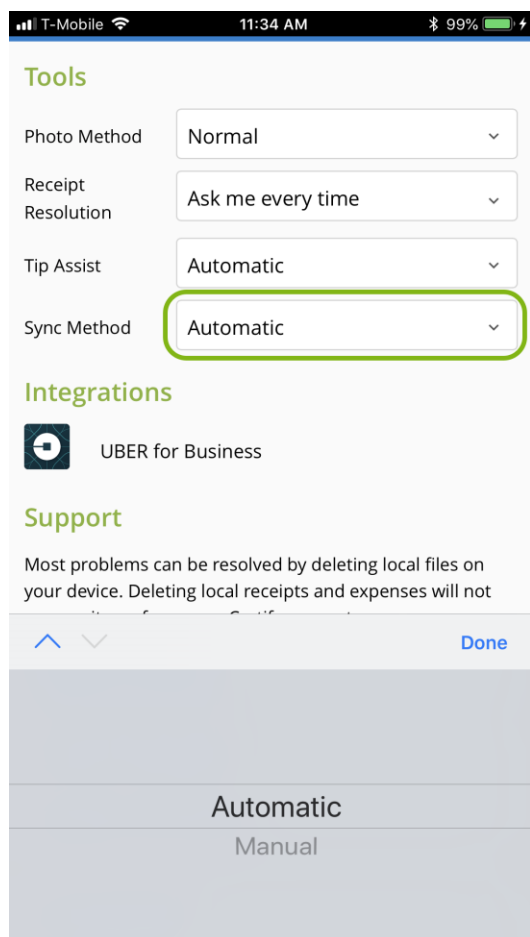 T-Mobile 11:34 AM 99%
Tools
Photo Method Normal
Receipt
Resolution
Ask me every time
Tip Assist Automatic
Sync Method Automatic
Integrations
UBER for Business
Support
Most problems can be resolved by deleting local files on
your device. Deleting local receipts and expenses will not
Done
Automatic
Manual